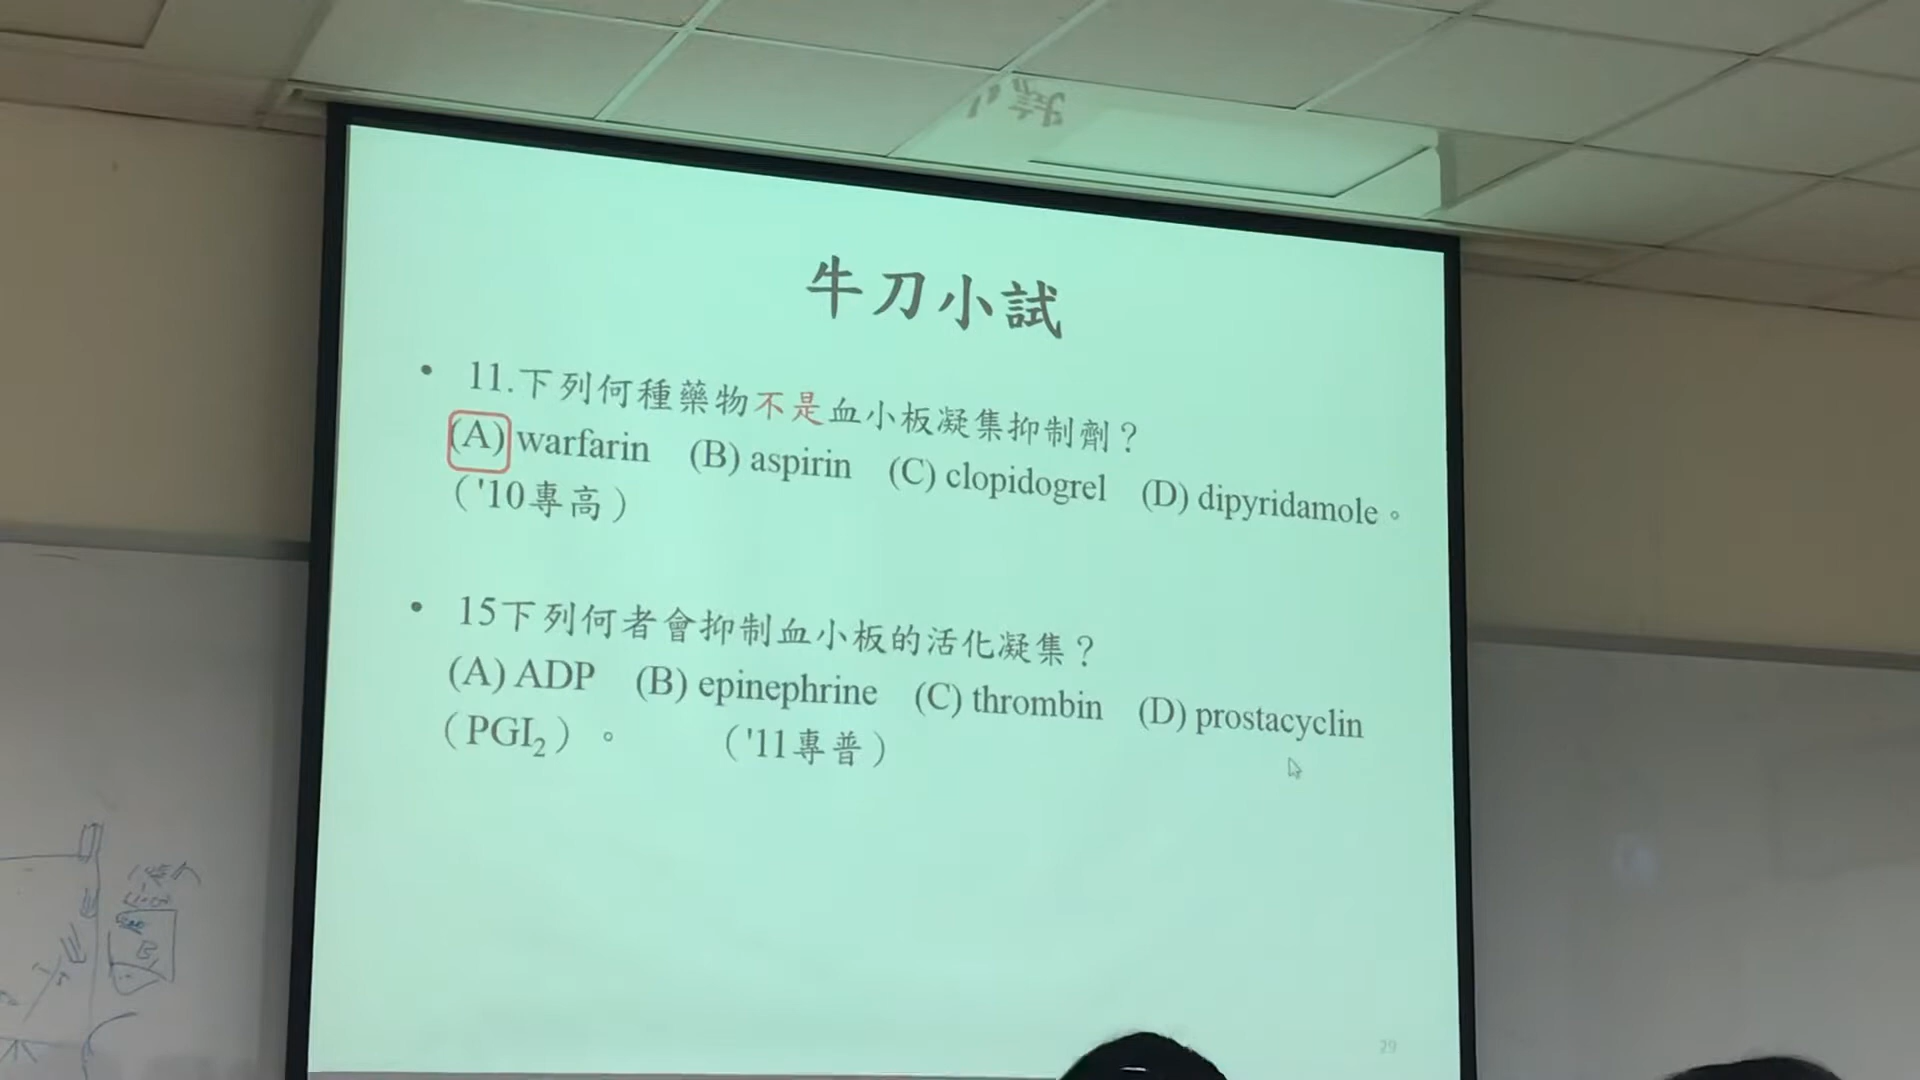 牛刀小試
• 11.下列何種藥物不是血小板凝集抑制劑？
(A) warfarin (B) aspirin (C) clopidogrel (D) dipyridamole。
（'10專高）
• 15下列何者會抑制血小板的活化凝集？
(A) ADP (B) epinephrine (C) thrombin (D) prostacyclin
（PGI₂）。 （'11專普）
29